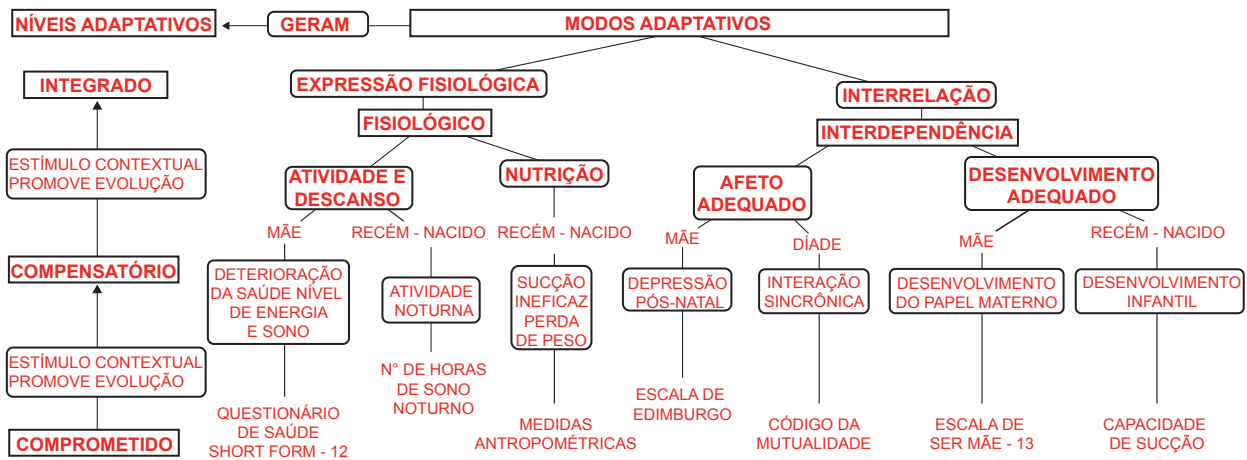 NÍVEIS ADAPTATIVOS
GERAM
MODOS ADAPTATIVOS
INTEGRADO
ESTÍMULO CONTEXTUAL
PROMOVE EVOLUÇÃO
COMPENSATÓRIO
ESTÍMULO CONTEXTUAL
PROMOVE EVOLUÇÃO
COMPROMETIDO
EXPRESSÃO FISIOLÓGICA
FISIOLÓGICO
ATIVIDADE E
DESCANSO
MÃE
DETERIORAÇÃO
DA SAÚDE NÍVEL
DE ENERGIA
E SONO
QUESTIONÁRIO
DE SAÚDE
SHORT FORM - 12
RECÉM - NACIDO
ATIVIDADE
NOTURNA
N° DE HORAS
DE SONO
NOTURNO
NUTRIÇÃO
RECÉM - NACIDO
SUCÇÃO
INEFICAZ
PERDA
DE PESO
MEDIDAS
ANTROPOMÉTRICAS
INTERRELAÇÃO
INTERDEPENDÊNCIA
AFETO
ADEQUADO
MÃE
DEPRESSÃO
PÓS-NATAL
ESCALA DE
EDIMBURGO
DÍADE
INTERAÇÃO
SINCRÔNICA
CÓDIGO DA
MUTUALIDADE
DESENVOLVIMENTO
ADEQUADO
MÃE
DESENVOLVIMENTO
DO PAPEL MATERNO
ESCALA DE
SER MÃE - 13
RECÉM - NACIDO
DESENVOLVIMENTO
INFANTIL
CAPACIDADE
DE SUCÇÃO